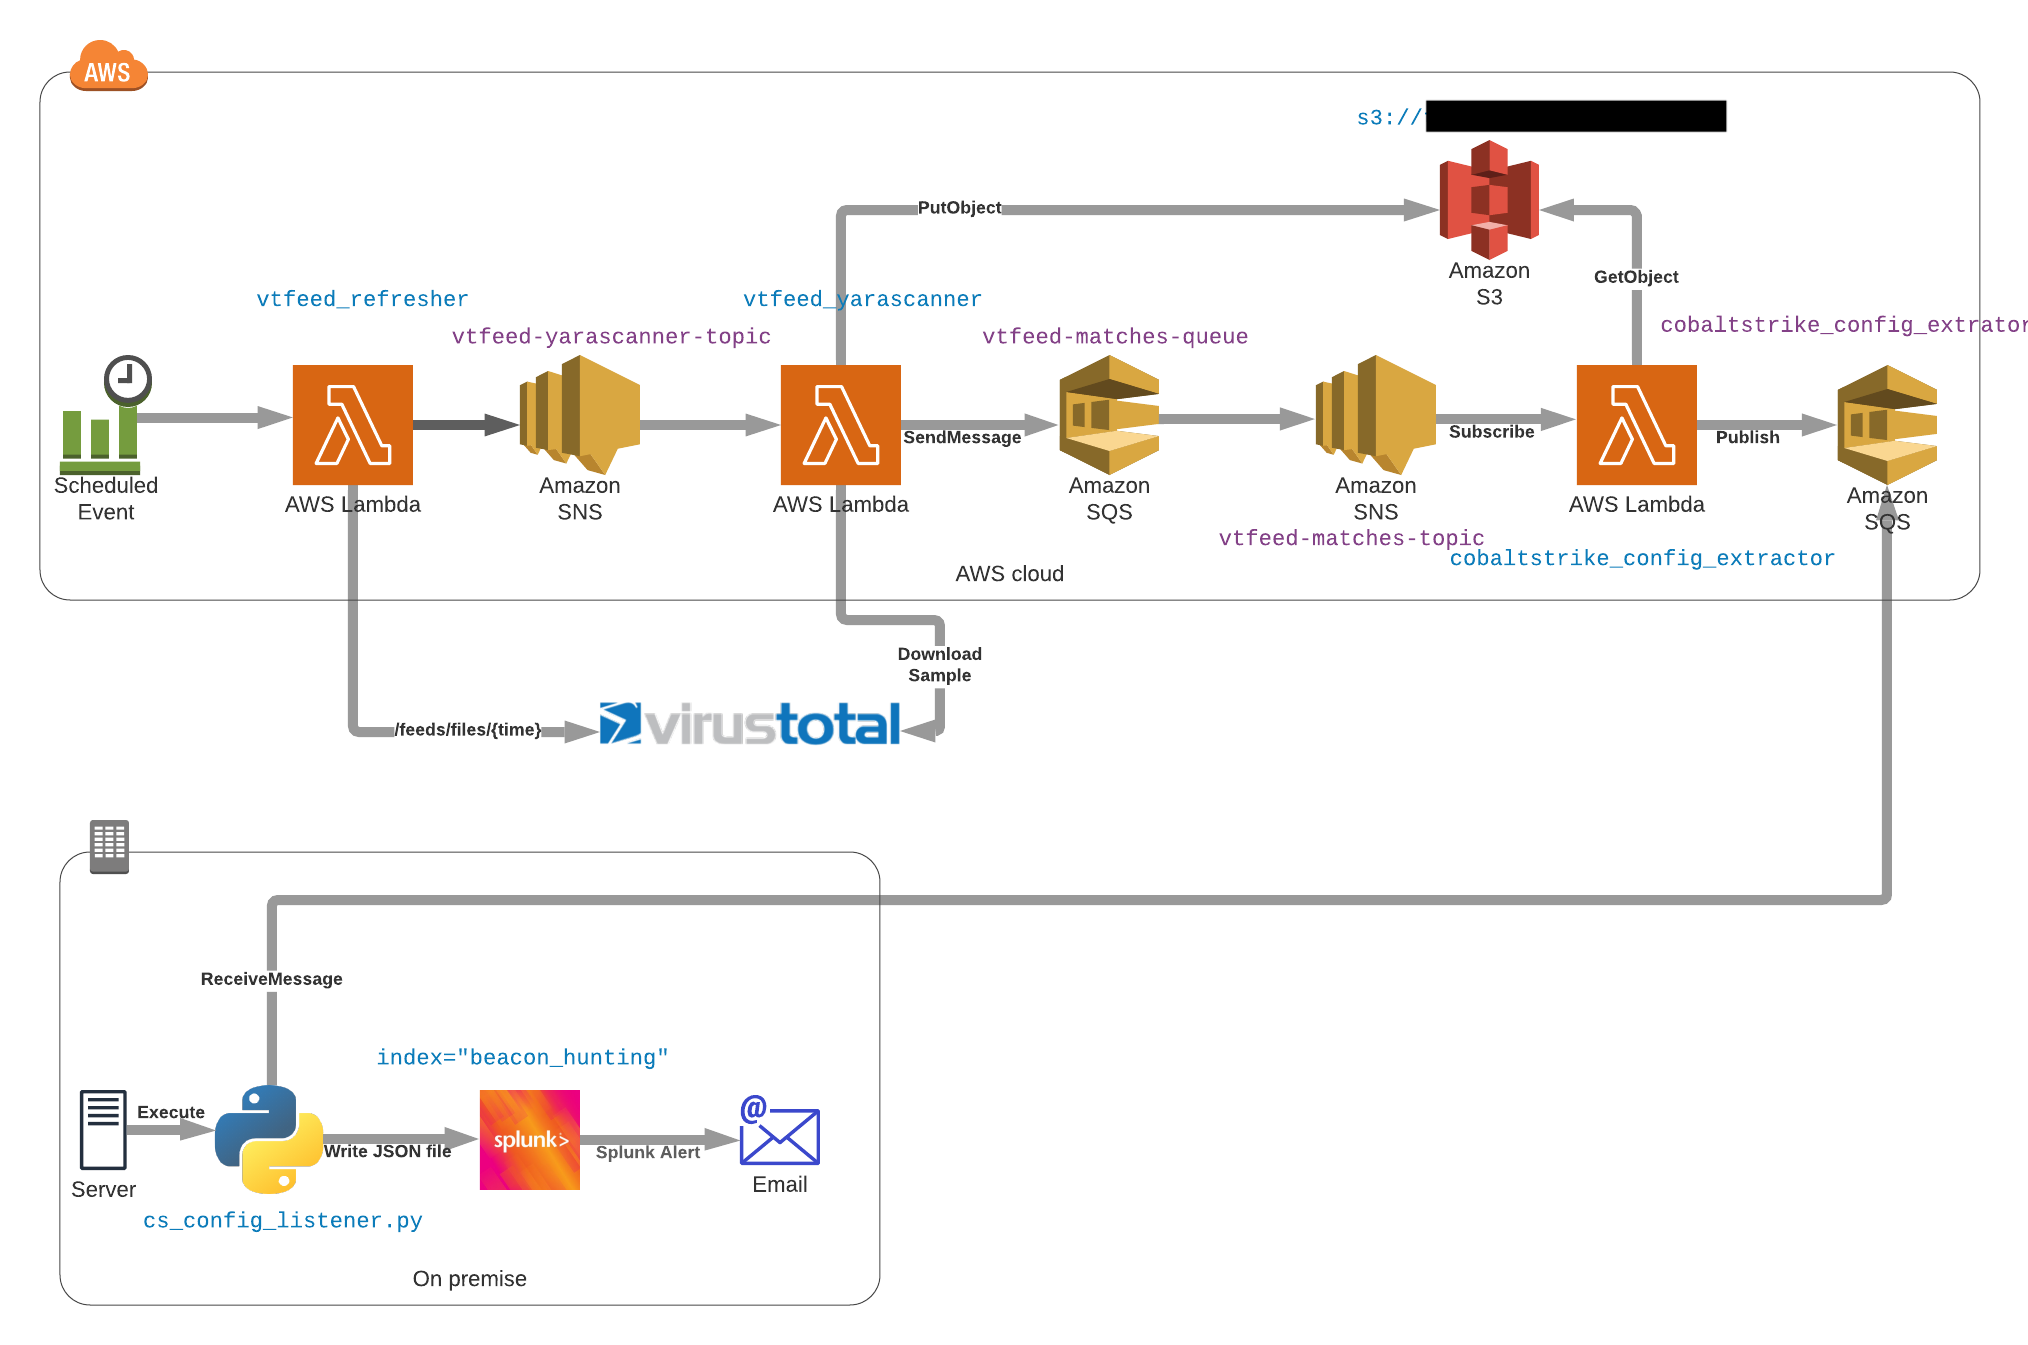 AWS
s3://
PutObject
Amazon
S3
GetObject
vtfeed_refresher
vtfeed_yarascanner
vtfeed-yarascanner-topic
vtfeed-matches-queue
cobaltstrike_config_extrator
SendMessage
Subscribe
Publish
Scheduled
Event
AWS Lambda
Amazon
SNS
AWS Lambda
Amazon
SQS
Amazon
SNS
AWS Lambda
Amazon
SQS
vtfeed-matches-topic
cobaltstrike_config_extractor
AWS cloud
Download
Sample
/feeds/files/{time}
virustotal
ReceiveMessage
index="beacon_hunting"
Execute
Write JSON file
splunk>
Splunk Alert
@
Server
Email
cs_config_listener.py
On premise